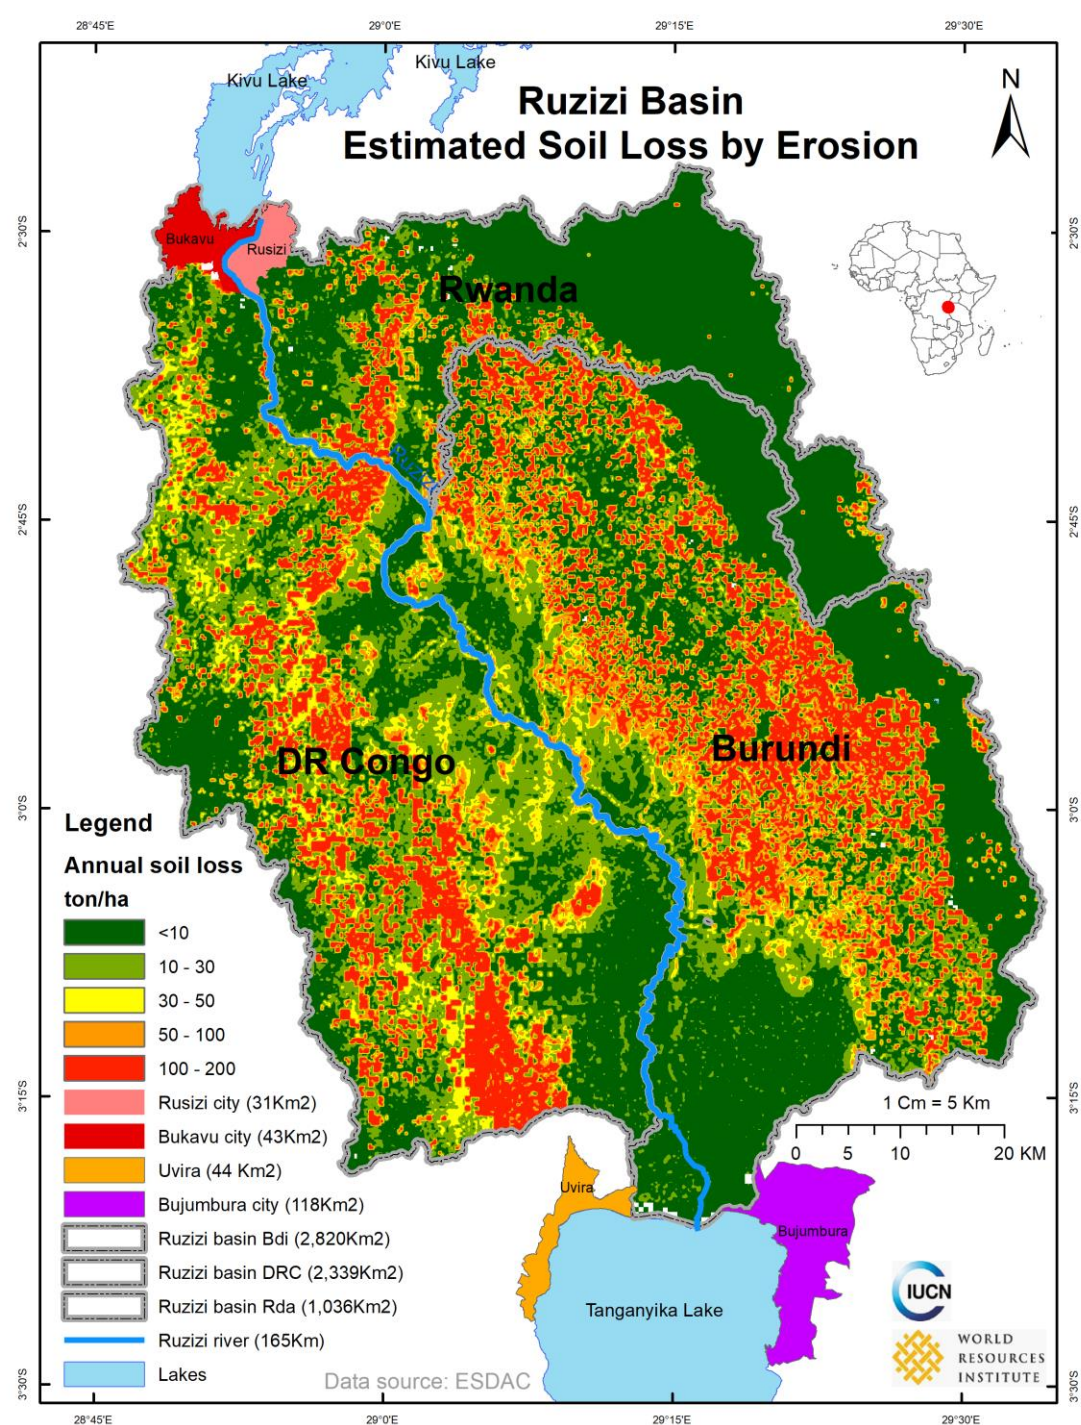 28°45'E 29°0'E 29°15'E 29°30'E
Kivu Lake
Kivu Lake
Ruzizi Basin
Estimated Soil Loss by Erosion
N
2°30'S
2°30'S
Bukavu
Rusizi
Rwanda
Ruzizi
2°45'S
2°45'S
DR Congo
Burundi
3°0'S
3°0'S
Legend
Annual soil loss
ton/ha
<10
10 - 30
30 - 50
50 - 100
100 - 200
Rusizi city (31Km2)
Bukavu city (43Km2)
Uvira (44 Km2)
Bujumbura city (118Km2)
Ruzizi basin Bdi (2,820Km2)
Ruzizi basin DRC (2,339Km2)
Ruzizi basin Rda (1,036Km2)
Ruzizi river (165Km)
Lakes
3°15'S
3°15'S
1 Cm = 5 Km
0 5 10 20 KM
Uvira
Bujumbura
Tanganyika Lake
IUCN
WORLD
RESOURCES
INSTITUTE
Data source: ESDAC
3°30'S
3°30'S
28°45'E 29°0'E 29°15'E 29°30'E